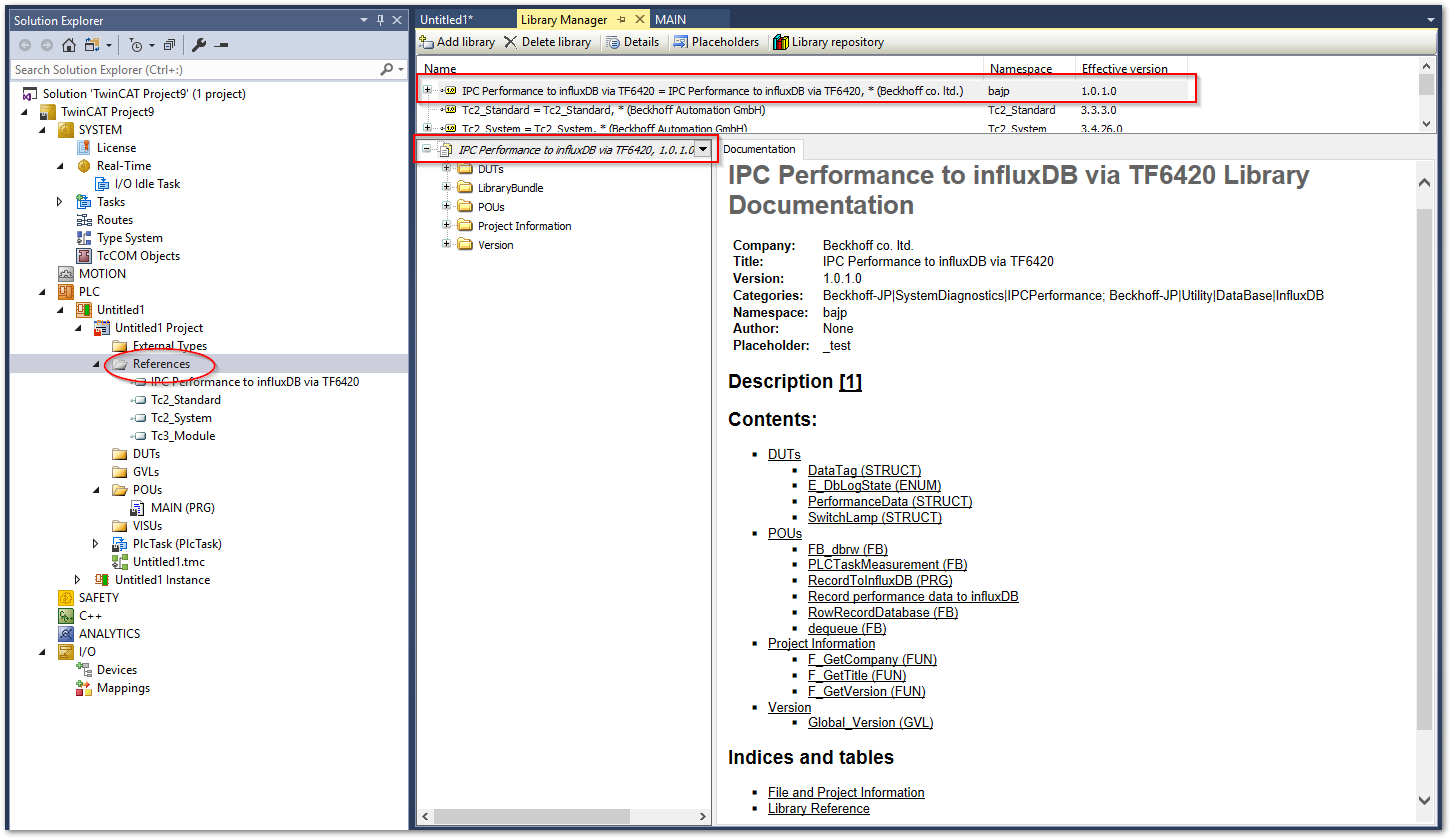 Solution Explorer
Search Solution Explorer (Ctrl+:)
Solution 'TwinCAT Project9' (1 project)
TwinCAT Project9
SYSTEM
License
Real-Time
I/O Idle Task
Tasks
Routes
Type System
TcCOM Objects
MOTION
PLC
Untitled1
Untitled1 Project
External Types
References
IPC Performance to influxDB via TF6420
Tc2_Standard
Tc2_System
Tc3_Module
DUTs
GVLs
POUs
MAIN (PRG)
VISUs
PlcTask (PlcTask)
Untitled1.tmc
Untitled1 Instance
SAFETY
C++
ANALYTICS
I/O
Devices
Mappings
Untitled1* Library Manager MAIN
Add library Delete library Details Placeholders Library repository
Name Namespace Effective version
IPC Performance to influxDB via TF6420 = IPC Performance to influxDB via TF6420, * (Beckhoff co. ltd.) bajp 1.0.1.0
Tc2_Standard = Tc2_Standard, * (Beckhoff Automation GmbH) Tc2_Standard 3.3.3.0
Tc2_System = Tc2_System, * (Beckhoff Automation GmbH) Tc2_System 3.4.26.0
IPC Performance to influxDB via TF6420, 1.0.1.0
DUTs
LibraryBundle
POUs
Project Information
Version
Documentation
IPC Performance to influxDB via TF6420 Library
Documentation
Company: Beckhoff co. ltd.
Title: IPC Performance to influxDB via TF6420
Version: 1.0.1.0
Categories: Beckhoff-JP|SystemDiagnostics|IPCPerformance; Beckhoff-JP|Utility|DataBase|InfluxDB
Namespace: bajp
Author: None
Placeholder: _test
Description [1]
Contents:
DUTs
DataTag (STRUCT)
E_DbLogState (ENUM)
PerformanceData (STRUCT)
SwitchLamp (STRUCT)
POUs
FB_dbrw (FB)
PLCTaskMeasurement (FB)
RecordToInfluxDB (PRG)
Record performance data to influxDB
RowRecordDatabase (FB)
dequeue (FB)
Project Information
F_GetCompany (FUN)
F_GetTitle (FUN)
F_GetVersion (FUN)
Version
Global_Version (GVL)
Indices and tables
File and Project Information
Library Reference